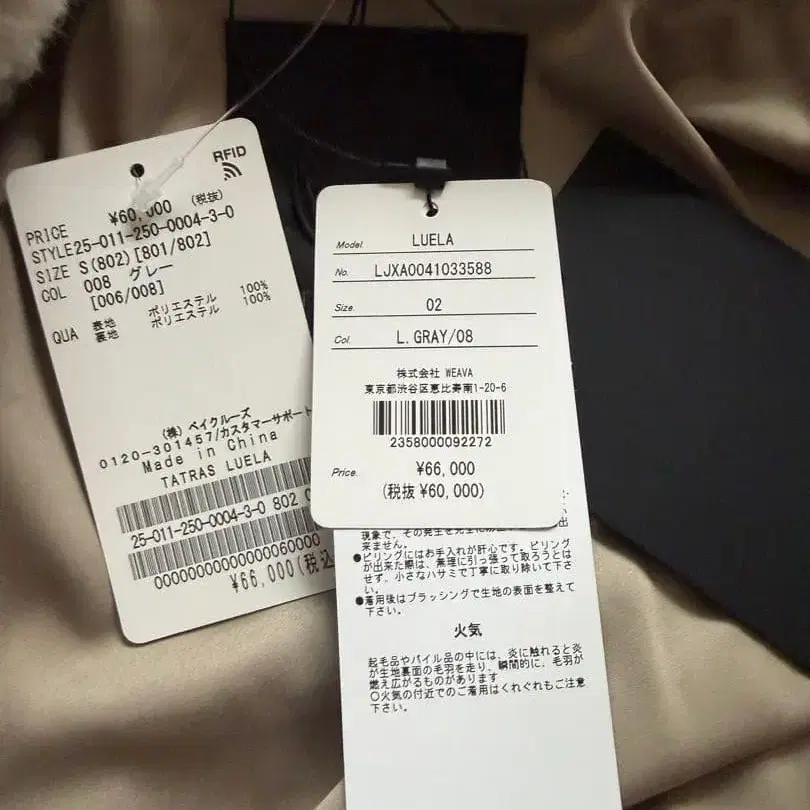 RFID
PRICE ¥60,000 (税抜)
STYLE 25-011-250-0004-3-0
SIZE S(802)[801/802]
COL 008 グレー
[006/008]
QUA 表地 ポリエステル 100%
裏地 ポリエステル 100%
(株) ベイクルーズ
0120-301457/カスタマーサポート
Made in China
TATRAS LUELA
25-011-250-0004-3-0 802
00000000000000060000
¥66,000(税込
Model. LUELA
No. LJXA0041033588
Size. 02
Col. L.GRAY/08
株式会社 WEAVA
東京都渋谷区恵比寿南1-20-6
2358000092272
Price. ¥66,000
(税抜 ¥60,000)
来ません。
●ピリングにはお手入れが肝心です。ピリング
が出来た際は、無理に引っ張って取ろうとは
せず、小さなハサミで丁寧に取り除いて下さ
い。
●着用後はブラッシングで生地の表面を整えて
下さい。
火気
起毛品やパイル品の中には、炎に触れると炎
が生地裏面の毛羽を走り、瞬間的に、毛羽が
燃え広がるものがあります
○火気の付近でのご着用はくれぐれもご注意
下さい。